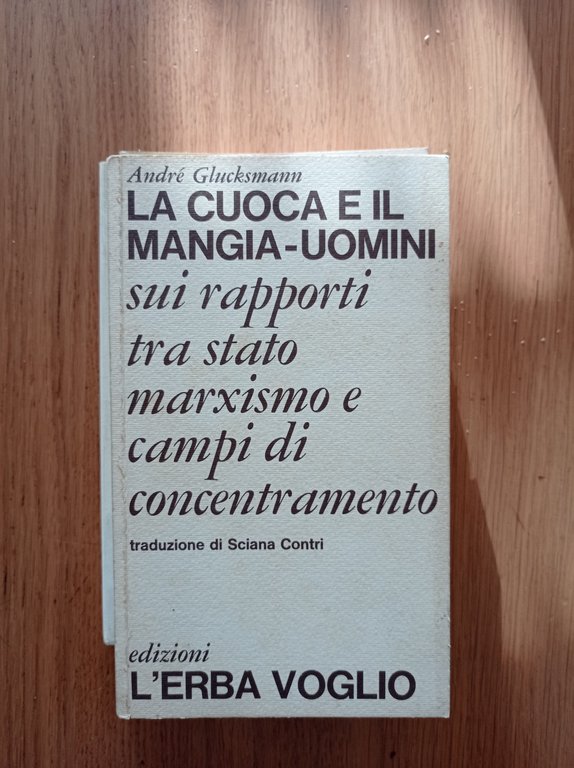 André Glucksmann
LA CUOCA E IL
MANGIA-UOMINI
sui rapporti
tra stato
marxismo e
campi di
concentramento
traduzione di Sciana Contri
edizioni
L'ERBA VOGLIO